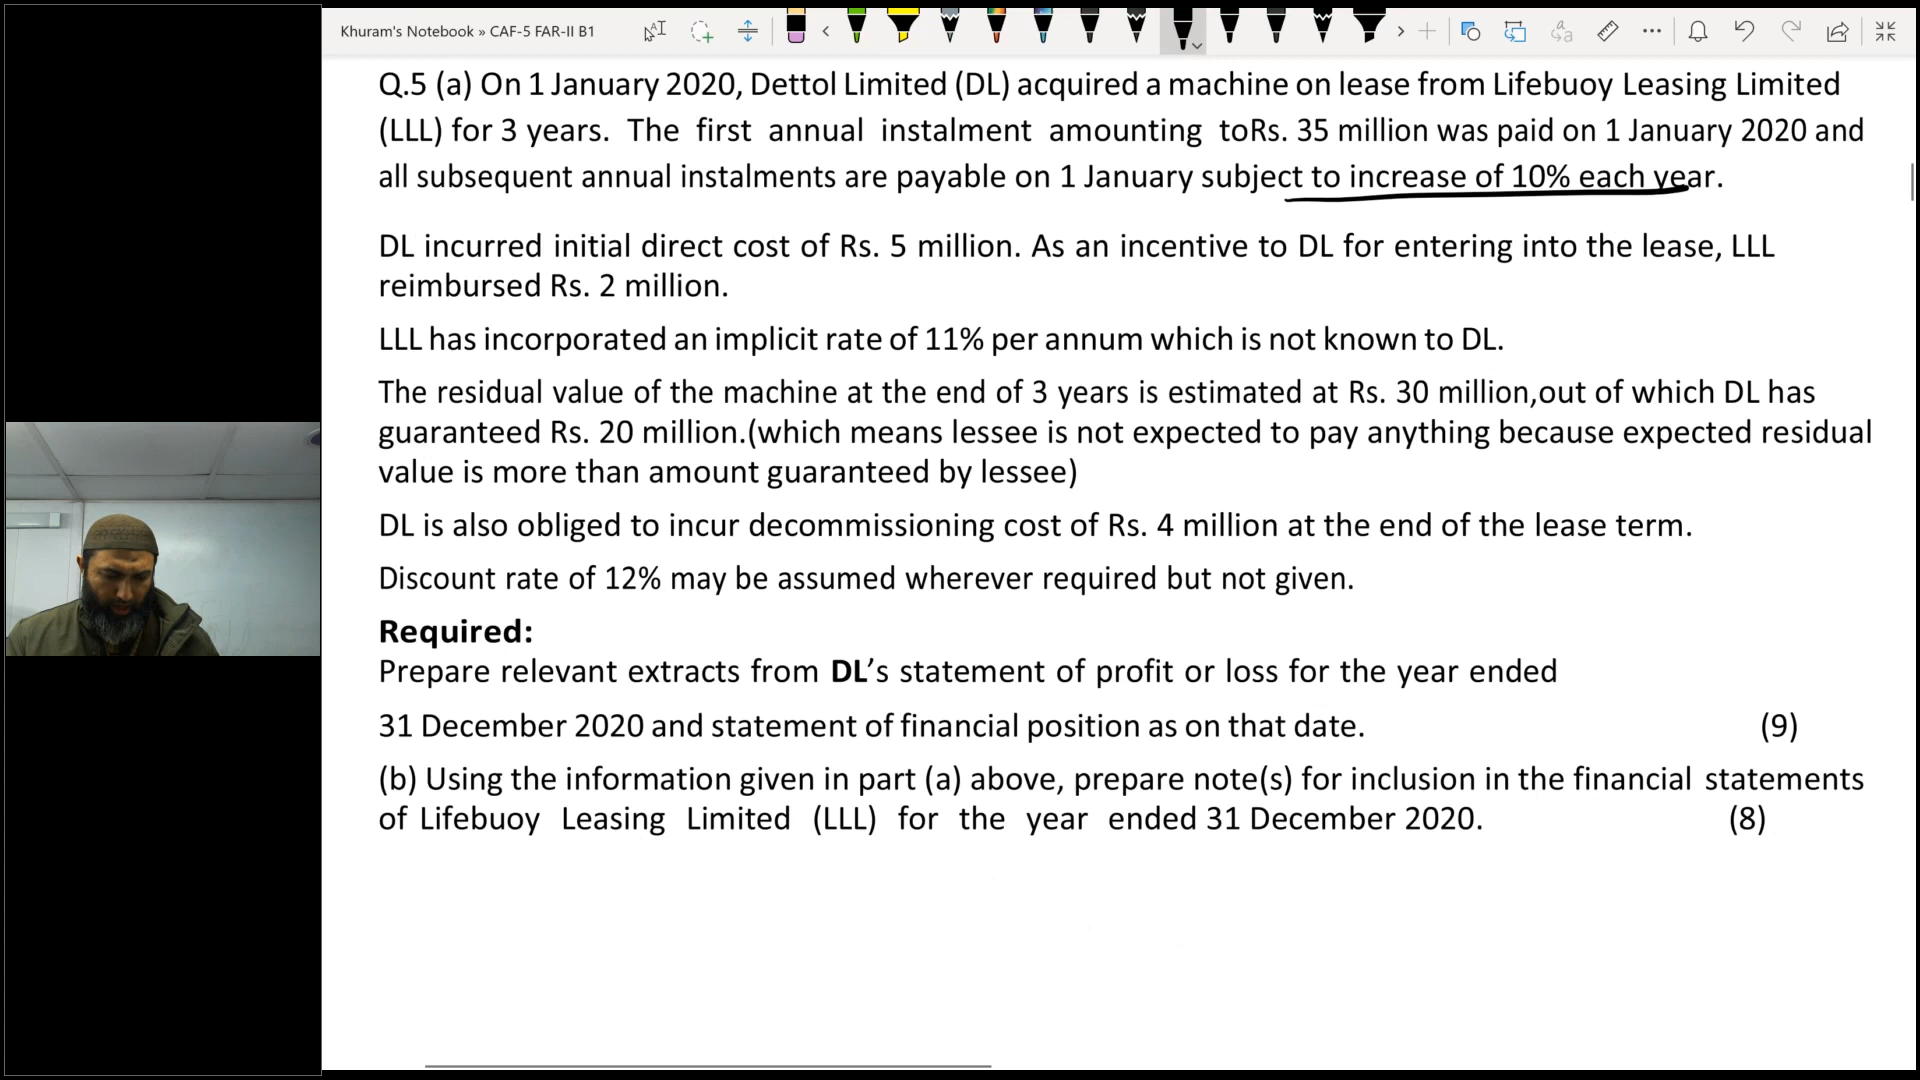 Khuram's Notebook » CAF-5 FAR-II B1
Q.5 (a) On 1 January 2020, Dettol Limited (DL) acquired a machine on lease from Lifebuoy Leasing Limited
(LLL) for 3 years. The first annual instalment amounting toRs. 35 million was paid on 1 January 2020 and
all subsequent annual instalments are payable on 1 January subject to increase of 10% each year.
DL incurred initial direct cost of Rs. 5 million. As an incentive to DL for entering into the lease, LLL
reimbursed Rs. 2 million.
LLL has incorporated an implicit rate of 11% per annum which is not known to DL.
The residual value of the machine at the end of 3 years is estimated at Rs. 30 million,out of which DL has
guaranteed Rs. 20 million.(which means lessee is not expected to pay anything because expected residual
value is more than amount guaranteed by lessee)
DL is also obliged to incur decommissioning cost of Rs. 4 million at the end of the lease term.
Discount rate of 12% may be assumed wherever required but not given.
Required:
Prepare relevant extracts from DL's statement of profit or loss for the year ended
31 December 2020 and statement of financial position as on that date. (9)
(b) Using the information given in part (a) above, prepare note(s) for inclusion in the financial statements
of Lifebuoy Leasing Limited (LLL) for the year ended 31 December 2020. (8)